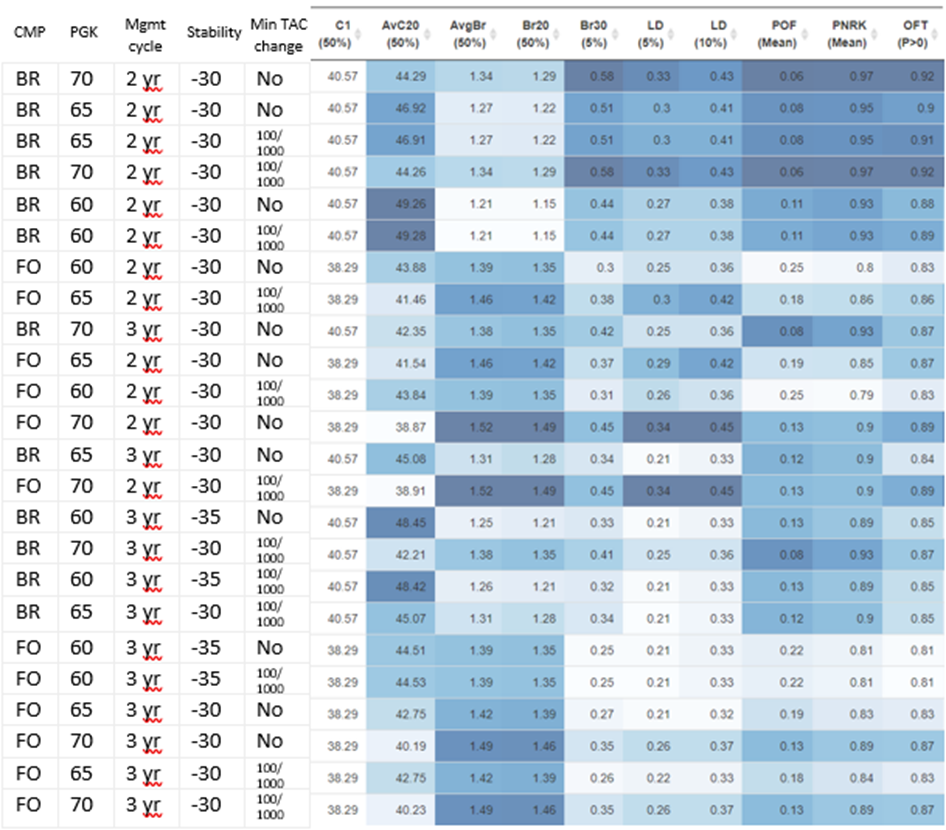 CMP PGK Mgmt cycle Stability Min TAC change C1 (50%) AvC20 (50%) AvgBr (50%) Br20 (50%) Br30 (5%) LD (5%) LD (10%) POF (Mean) PNRK (Mean) OFT (P>0)
BR 70 2 yr -30 No 40.57 44.29 1.34 1.29 0.58 0.33 0.43 0.06 0.97 0.92
BR 65 2 yr -30 No 40.57 46.92 1.27 1.22 0.51 0.3 0.41 0.08 0.95 0.9
BR 65 2 yr -30 100/1000 40.57 46.91 1.27 1.22 0.51 0.3 0.41 0.08 0.95 0.91
BR 70 2 yr -30 100/1000 40.57 44.26 1.34 1.29 0.58 0.33 0.43 0.06 0.97 0.92
BR 60 2 yr -30 No 40.57 49.26 1.21 1.15 0.44 0.27 0.38 0.11 0.93 0.88
BR 60 2 yr -30 100/1000 40.57 49.28 1.21 1.15 0.44 0.27 0.38 0.11 0.93 0.89
FO 60 2 yr -30 No 38.29 43.88 1.39 1.35 0.3 0.25 0.36 0.25 0.8 0.83
FO 65 2 yr -30 100/1000 38.29 41.46 1.46 1.42 0.38 0.3 0.42 0.18 0.86 0.86
BR 70 3 yr -30 No 40.57 42.35 1.38 1.35 0.42 0.25 0.36 0.08 0.93 0.87
FO 65 2 yr -30 No 38.29 41.54 1.46 1.42 0.37 0.29 0.42 0.19 0.85 0.87
FO 60 2 yr -30 100/1000 38.29 43.84 1.39 1.35 0.31 0.26 0.36 0.25 0.79 0.83
FO 70 2 yr -30 No 38.29 38.87 1.52 1.49 0.45 0.34 0.45 0.13 0.9 0.89
BR 65 3 yr -30 No 40.57 45.08 1.31 1.28 0.34 0.21 0.33 0.12 0.9 0.84
FO 70 2 yr -30 100/1000 38.29 38.91 1.52 1.49 0.45 0.34 0.45 0.13 0.9 0.89
BR 60 3 yr -35 No 40.57 48.45 1.25 1.21 0.33 0.21 0.33 0.13 0.89 0.85
BR 70 3 yr -30 100/1000 40.57 42.21 1.38 1.35 0.41 0.25 0.36 0.08 0.93 0.87
BR 60 3 yr -35 100/1000 40.57 48.42 1.26 1.21 0.32 0.21 0.33 0.13 0.89 0.85
BR 65 3 yr -30 100/1000 40.57 45.07 1.31 1.28 0.34 0.21 0.33 0.12 0.9 0.85
FO 60 3 yr -35 No 38.29 44.51 1.39 1.35 0.25 0.21 0.33 0.22 0.81 0.81
FO 60 3 yr -35 100/1000 38.29 44.53 1.39 1.35 0.25 0.21 0.33 0.22 0.81 0.81
FO 65 3 yr -30 No 38.29 42.75 1.42 1.39 0.27 0.21 0.32 0.19 0.83 0.83
FO 70 3 yr -30 No 38.29 40.19 1.49 1.46 0.35 0.26 0.37 0.13 0.89 0.87
FO 65 3 yr -30 100/1000 38.29 42.75 1.42 1.39 0.26 0.22 0.33 0.18 0.84 0.83
FO 70 3 yr -30 100/1000 38.29 40.23 1.49 1.46 0.35 0.26 0.37 0.13 0.89 0.87